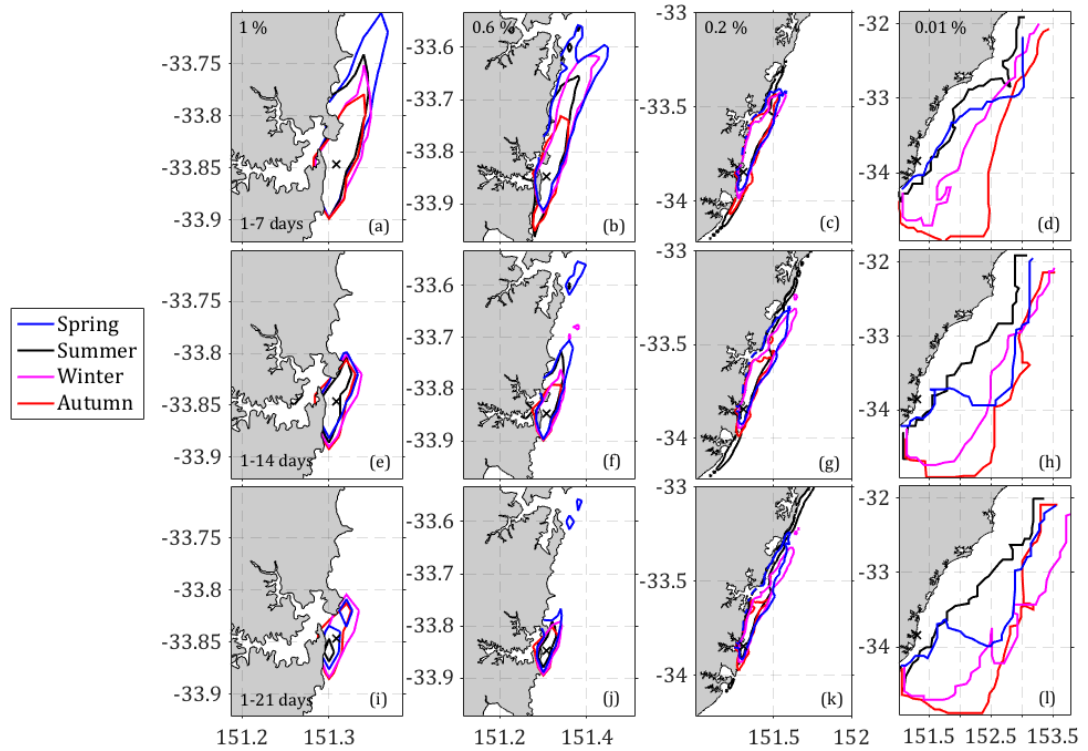 1 %
0.6 %
0.2 %
0.01 %
-33.75
-33.8
-33.85
-33.9
1-7 days
(a)
-33.6
-33.7
-33.8
-33.9
(b)
-33
-33.5
-34
(c)
-32
-33
-34
(d)
Spring
Summer
Winter
Autumn
-33.75
-33.8
-33.85
-33.9
1-14 days
(e)
-33.6
-33.7
-33.8
-33.9
(f)
-33
-33.5
-34
(g)
-32
-33
-34
(h)
-33.75
-33.8
-33.85
-33.9
1-21 days
(i)
-33.6
-33.7
-33.8
-33.9
(j)
-33
-33.5
-34
(k)
-32
-33
-34
(l)
151.2 151.3
151.2 151.4
151.5 152
151.5 152.5 153.5